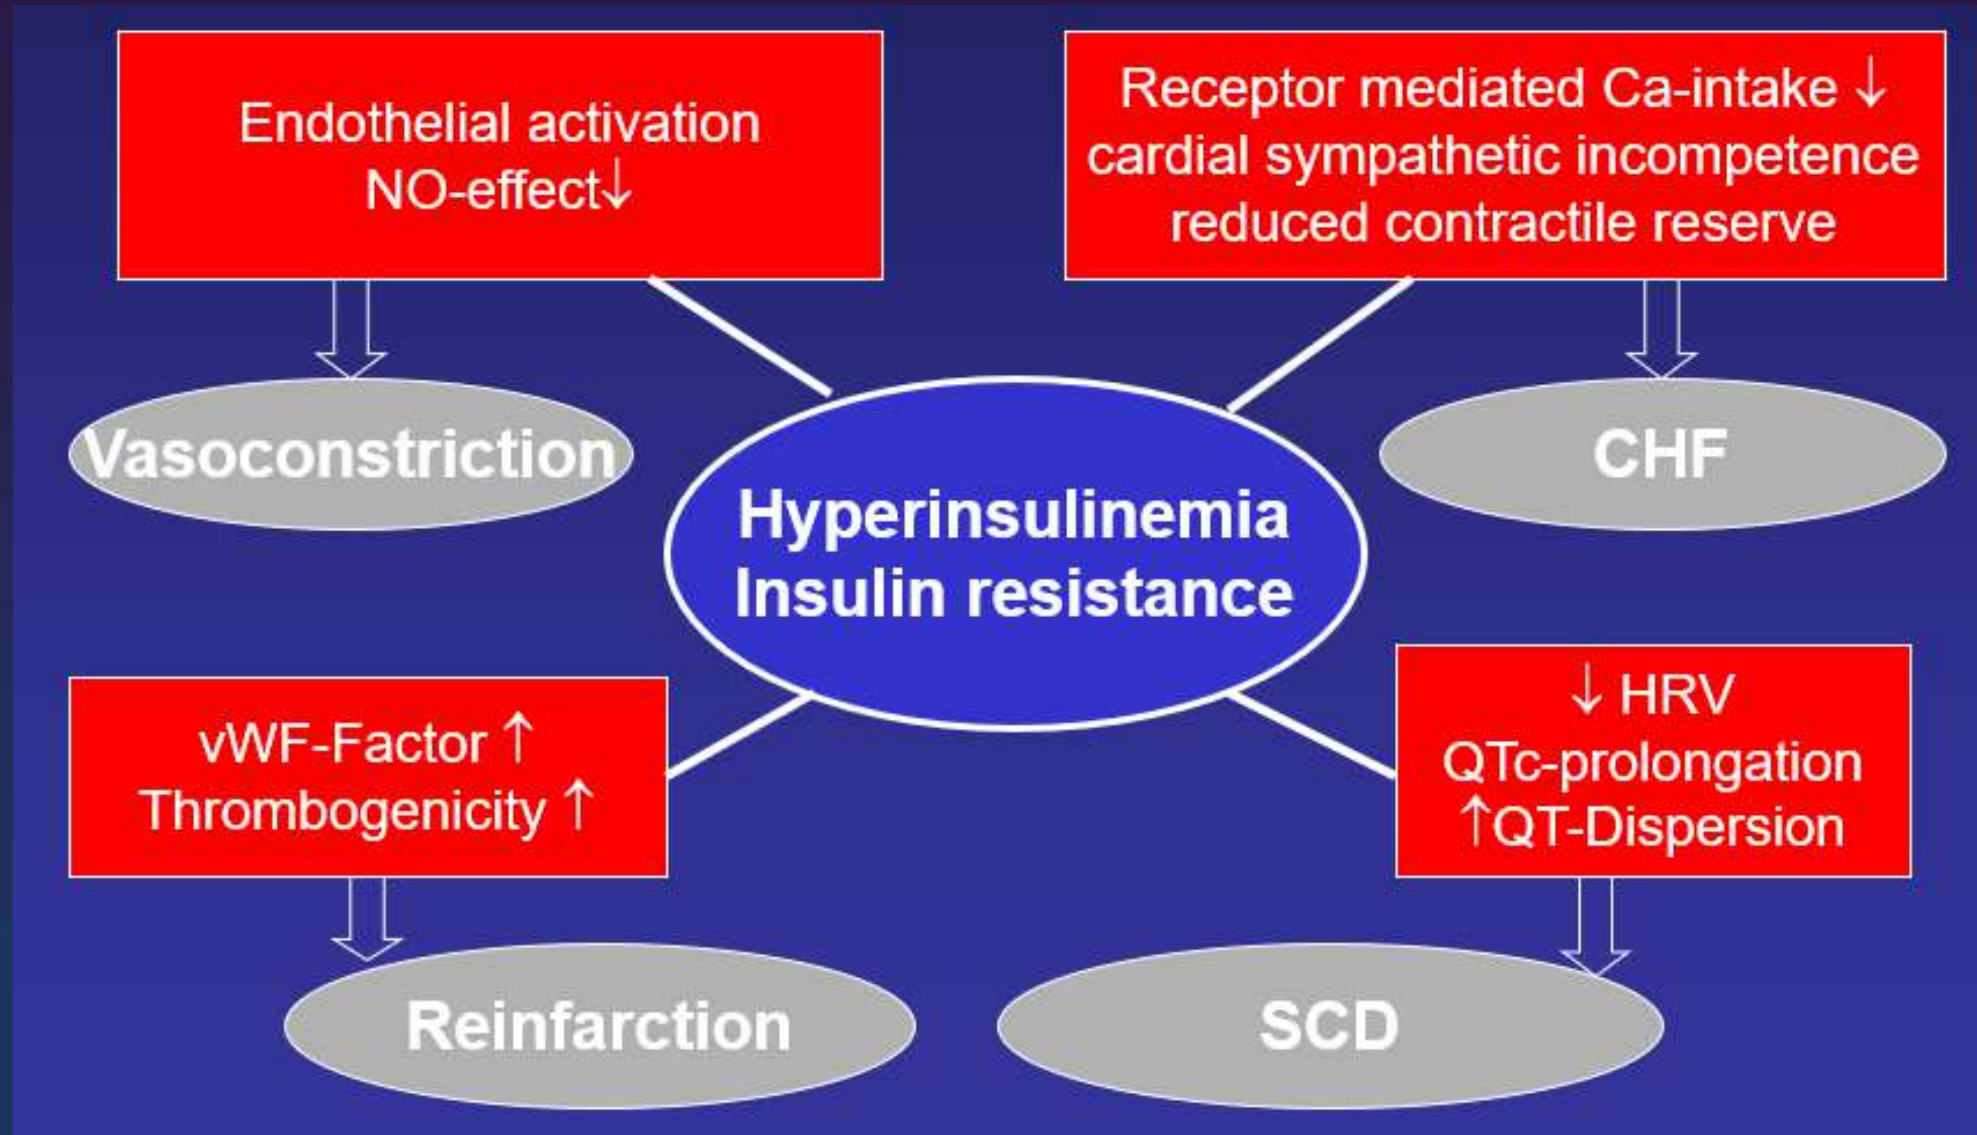 Endothelial activation
NO-effect↓
Receptor mediated Ca-intake ↓
cardial sympathetic incompetence
reduced contractile reserve
Vasoconstriction
CHF
Hyperinsulinemia
Insulin resistance
vWF-Factor ↑
Thrombogenicity ↑
↓ HRV
QTc-prolongation
↑QT-Dispersion
Reinfarction
SCD